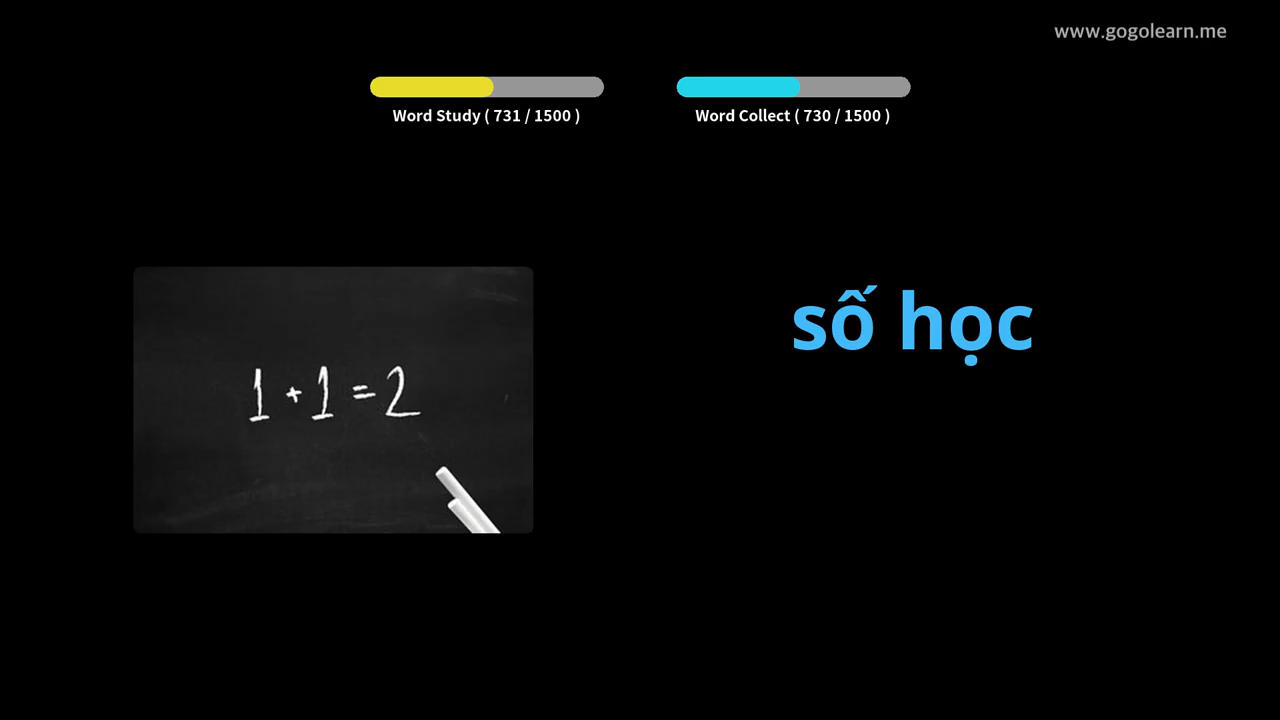 www.gogolearn.me
Word Study ( 731 / 1500 )
Word Collect ( 730 / 1500 )
số học
1 + 1 = 2